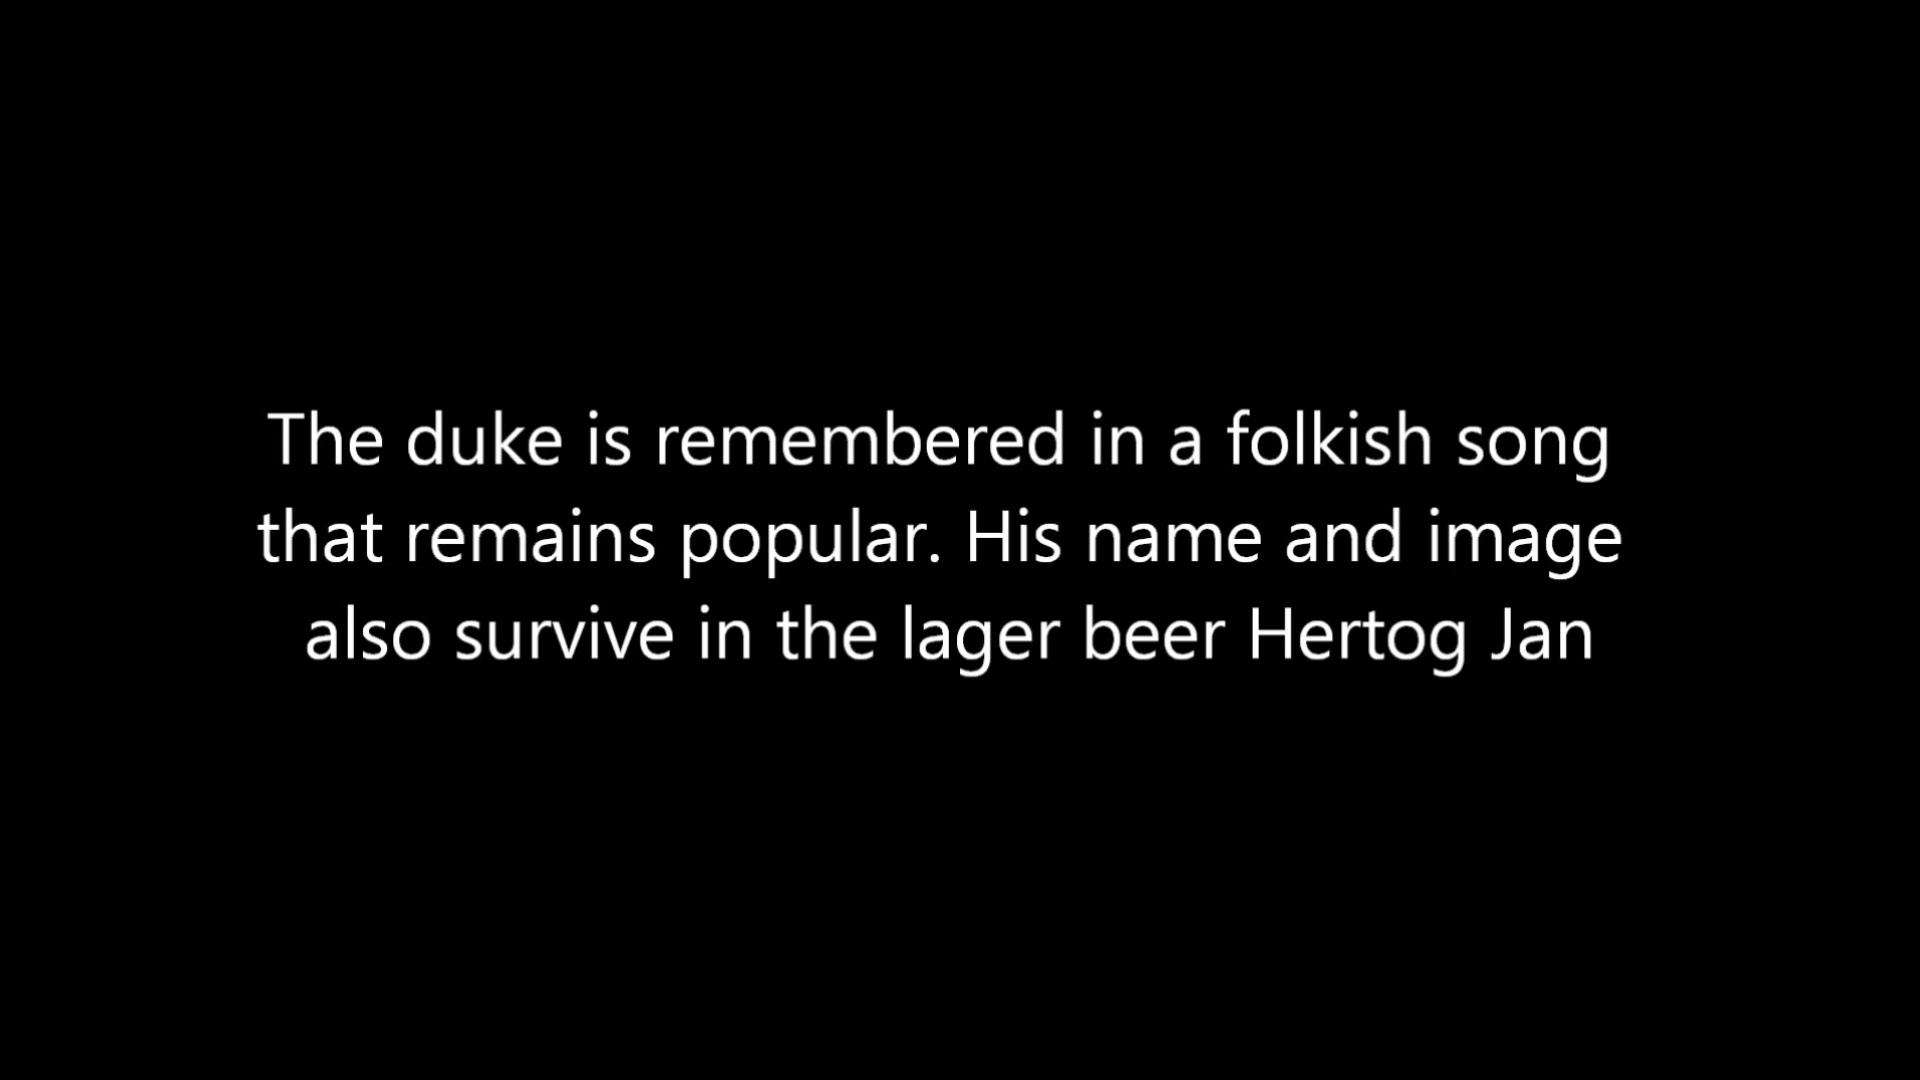 The duke is remembered in a folkish song
that remains popular. His name and image
also survive in the lager beer Hertog Jan